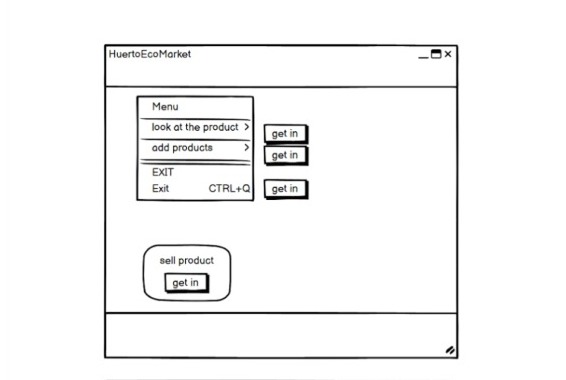 HuertoEcoMarket
Menu
look at the product >
get in
add products >
get in
EXIT
Exit CTRL+Q
get in
sell product
get in